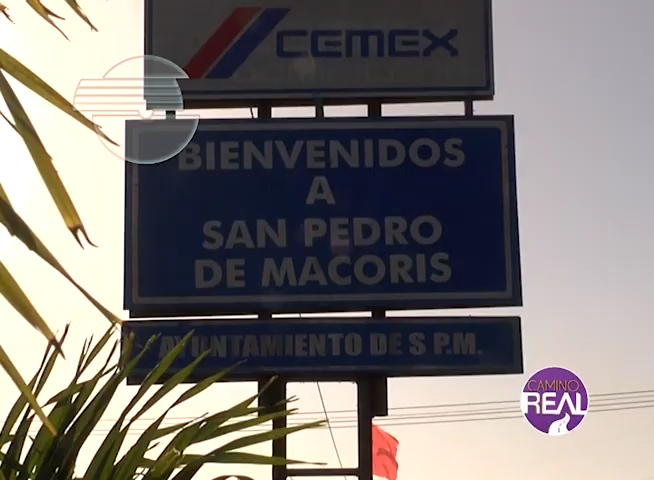 CEMEX
BIENVENIDOS
A
SAN PEDRO
DE MACORIS
AYUNTAMIENTO DE S P.M.
CAMINO
REAL